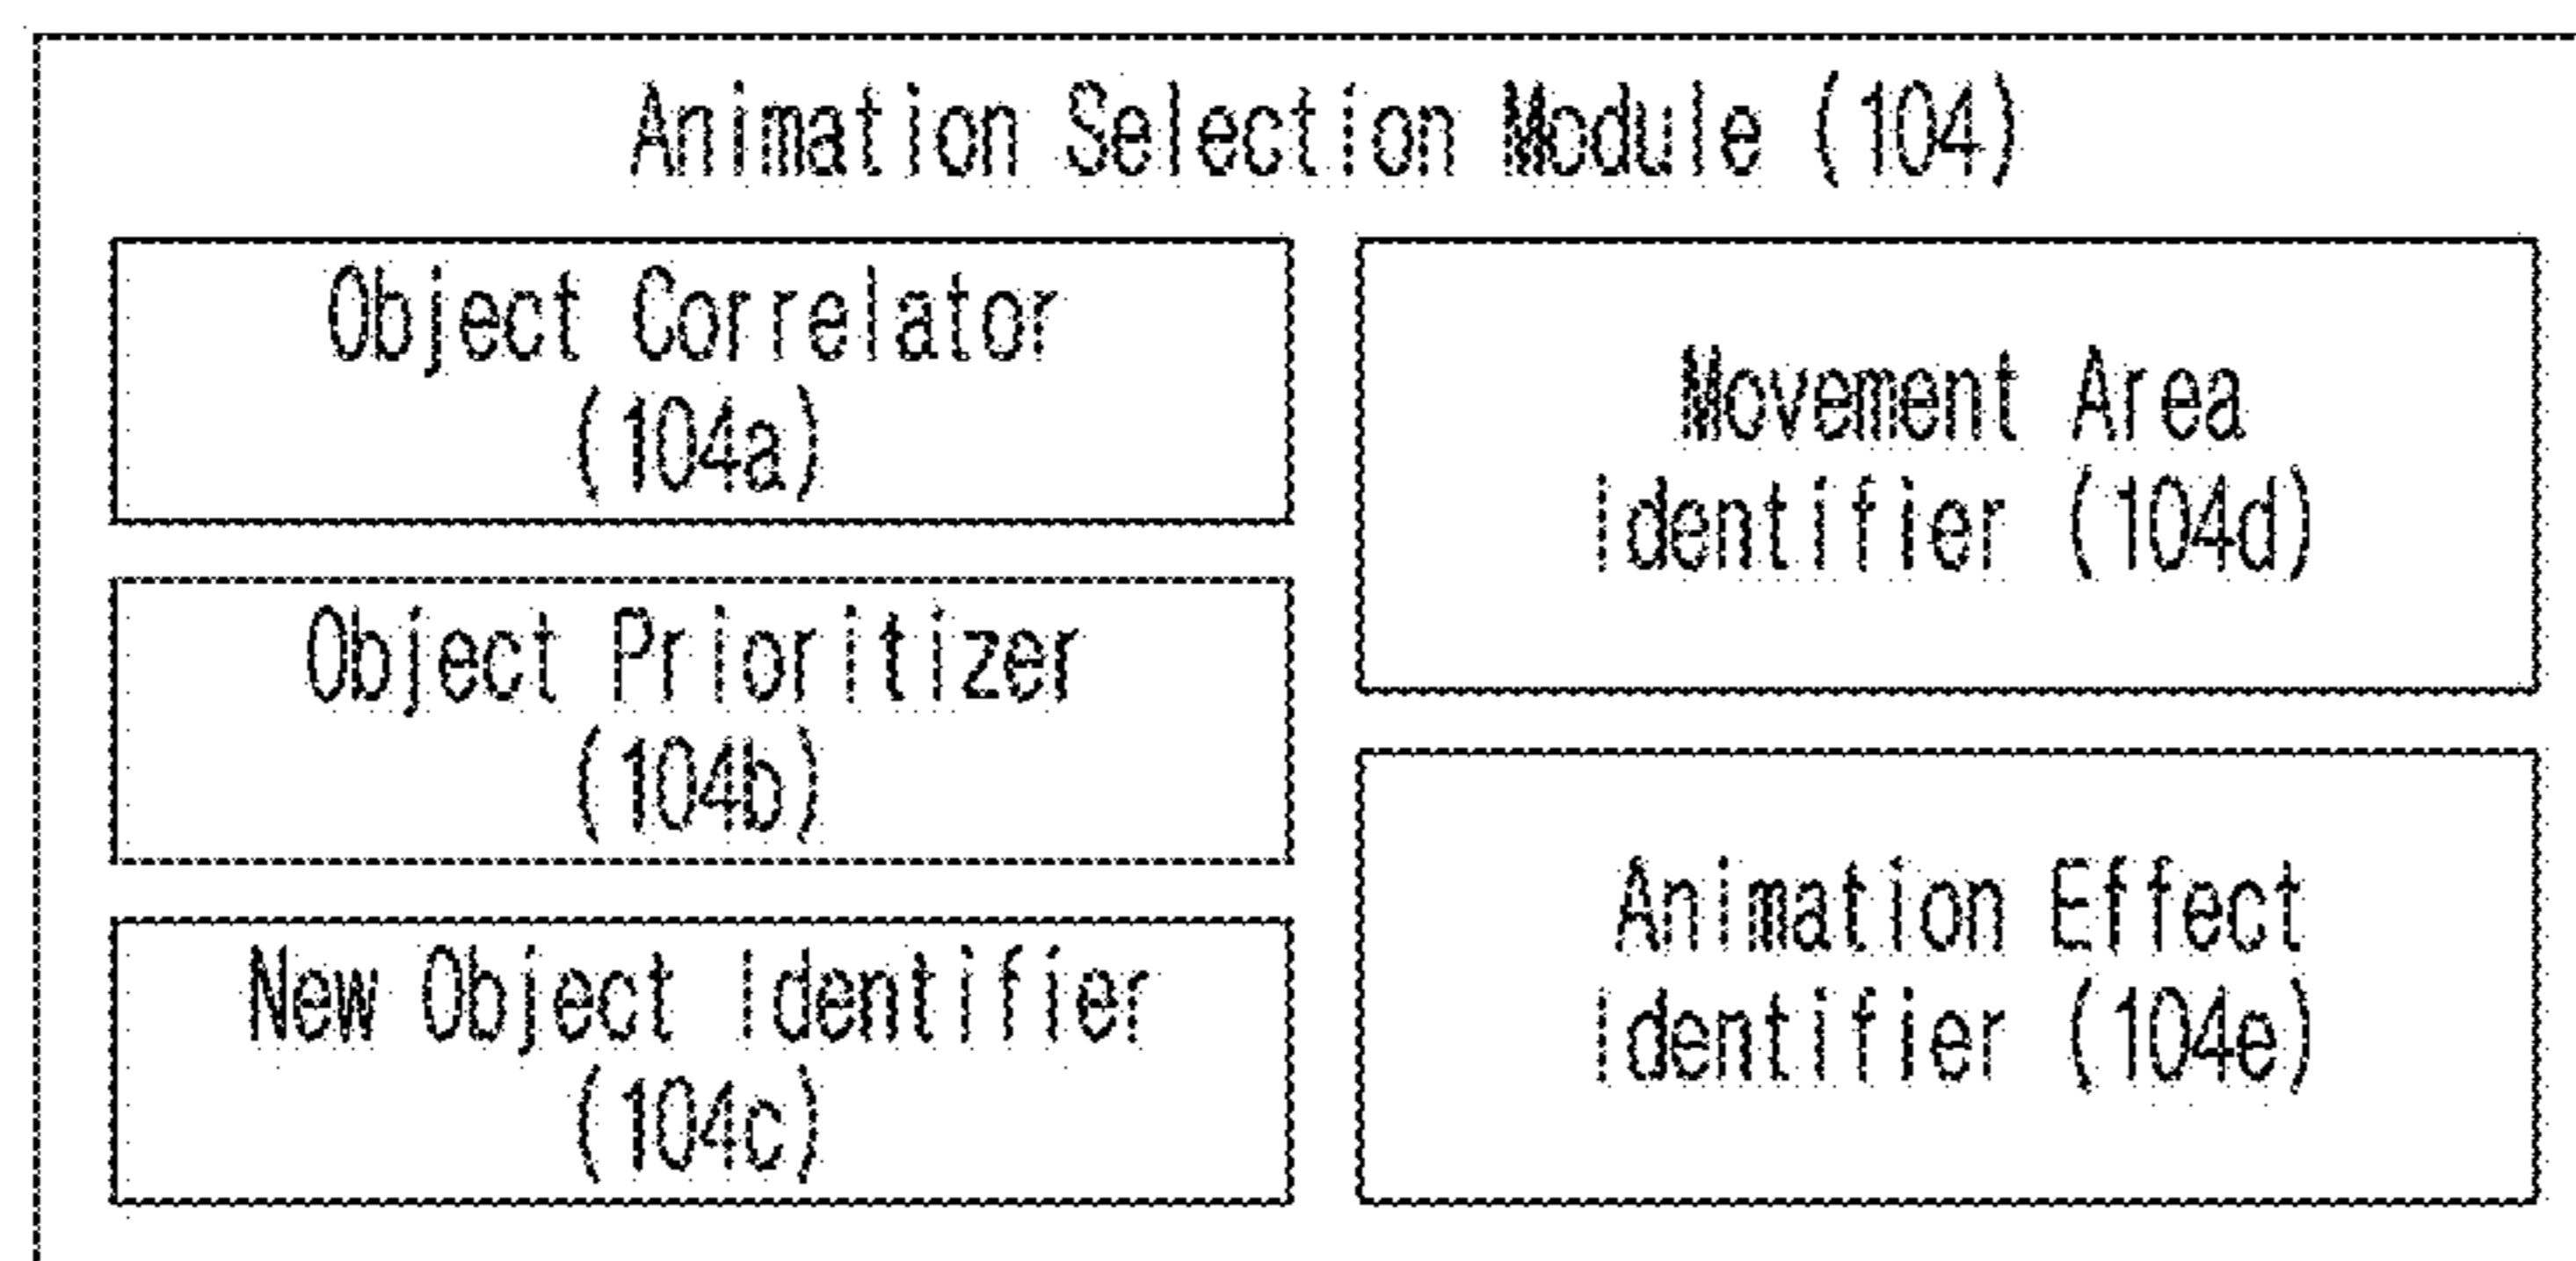 Animation Selection Module (104)
Object Correlator
(104a)
Object Prioritizer
(104b)
New Object Identifier
(104c)
Movement Area
Identifier (104d)
Animation Effect
Identifier (104e)